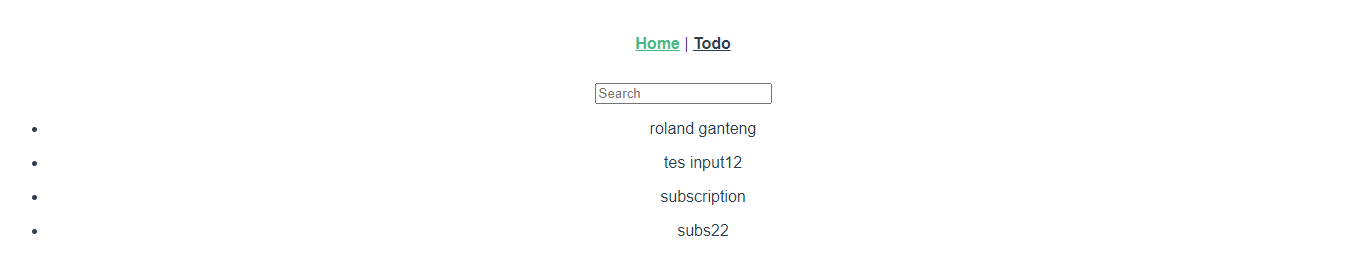 Home | Todo
Search
roland ganteng
tes input12
subscription
subs22